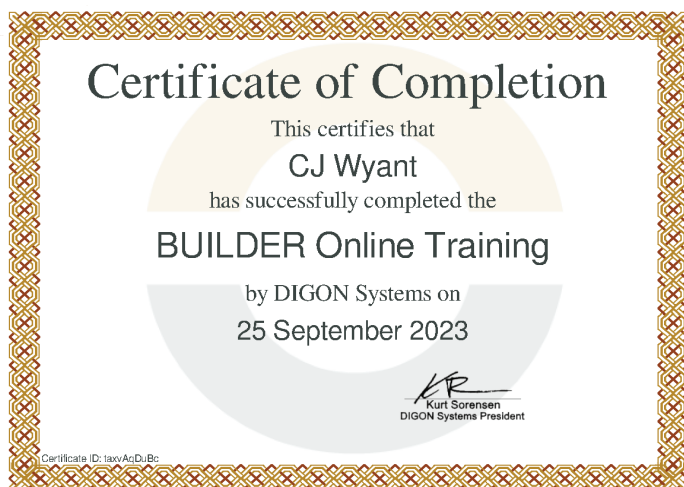 Certificate of Completion
This certifies that
CJ Wyant
has successfully completed the
BUILDER Online Training
by DIGON Systems on
25 September 2023
Kurt Sorensen
DIGON Systems President
Certificate ID: taxvAqDuBc